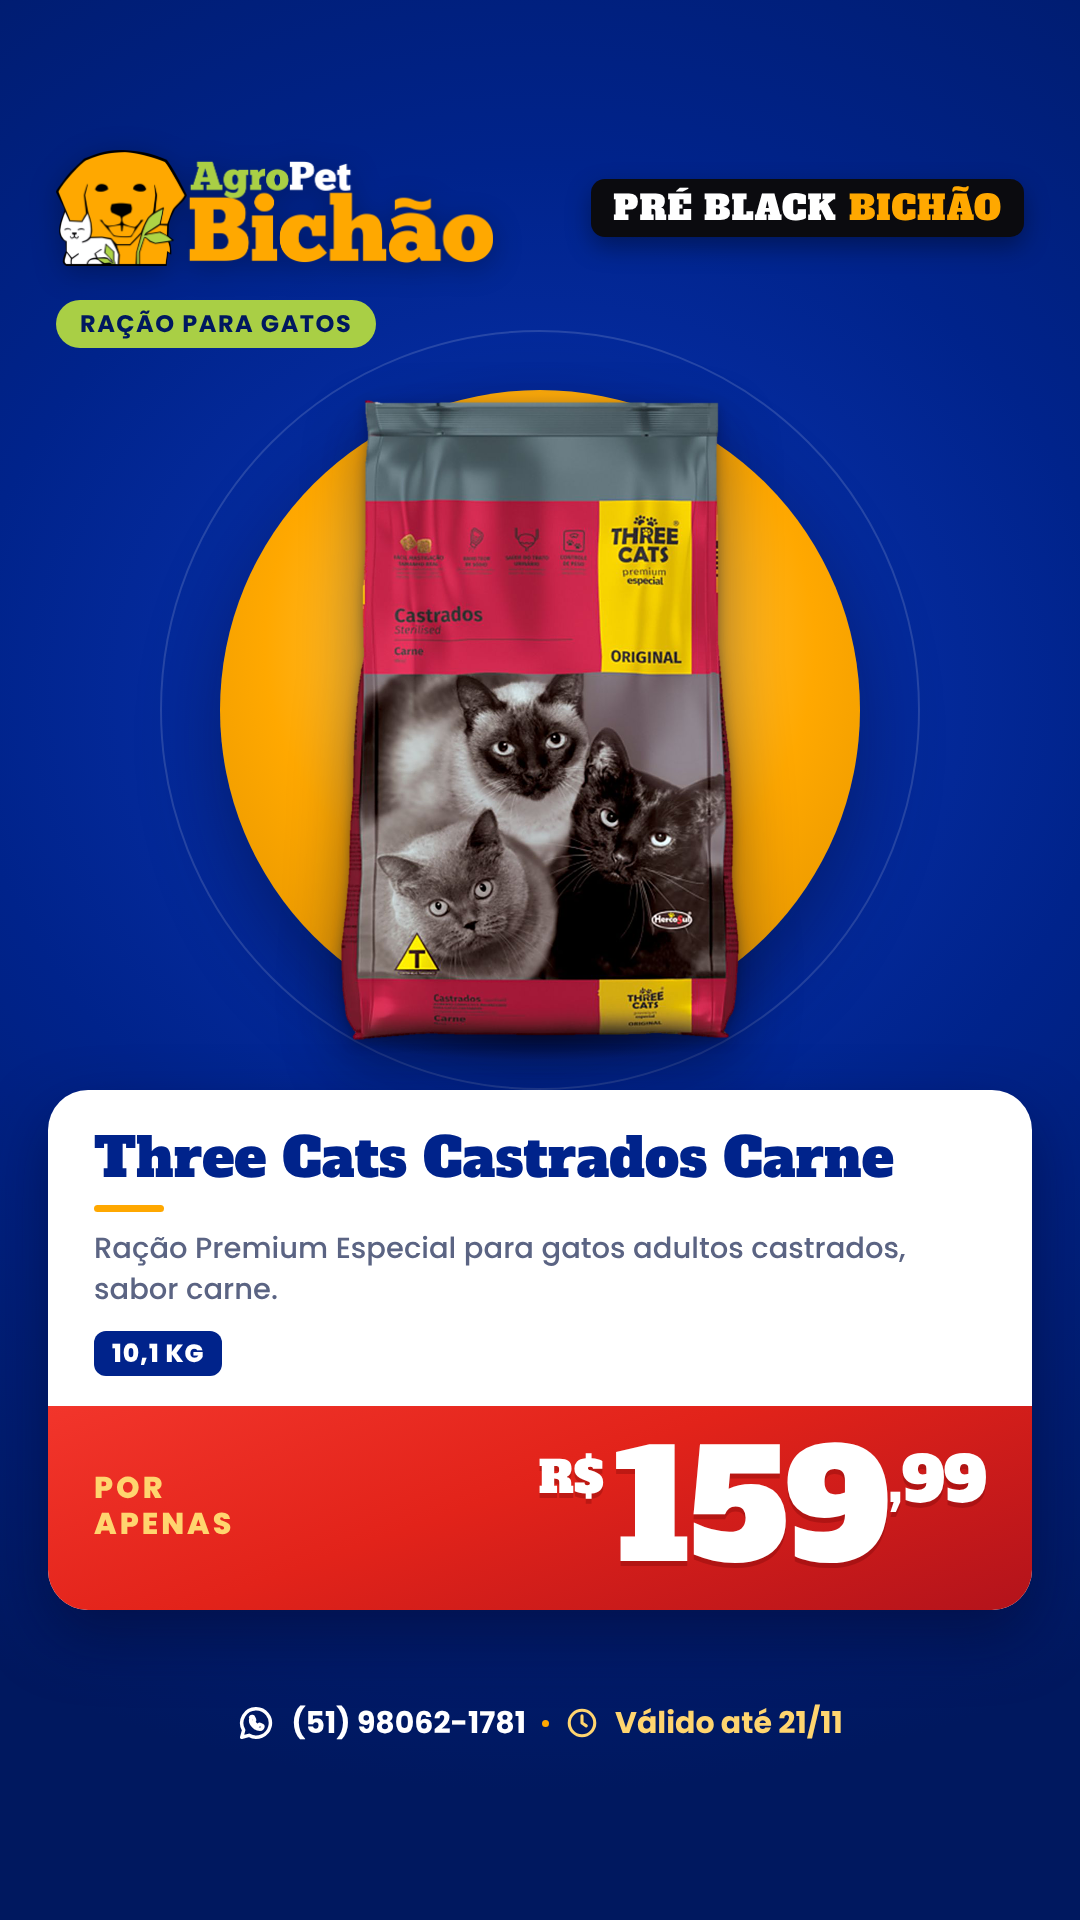 AgroPet
Bichão
PRÉ BLACK BICHÃO
RAÇÃO PARA GATOS
THREE
CATS
premium
especial
ORIGINAL
Castrados
Sterilised
Carne
HercoSul
T
Castrados
Carne
THREE
CATS
ORIGINAL
Three Cats Castrados Carne
Ração Premium Especial para gatos adultos castrados,
sabor carne.
10,1 KG
POR
APENAS
R$ 159,99
(51) 98062-1781 • Válido até 21/11